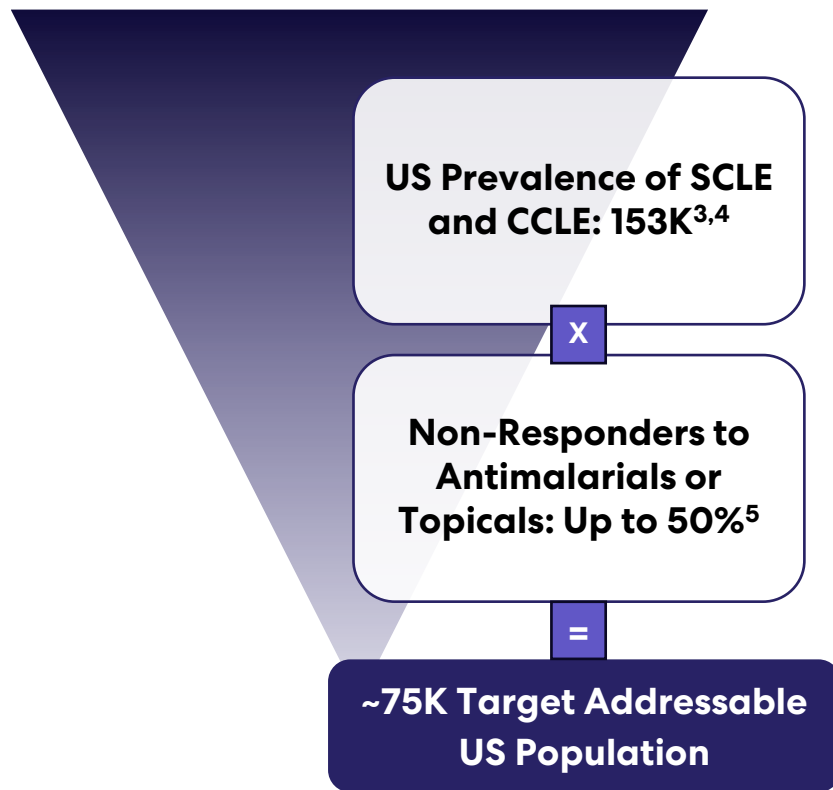 US Prevalence of SCLE
and CCLE: 153K³,⁴
X
Non-Responders to
Antimalarials or
Topicals: Up to 50%⁵
=
~75K Target Addressable
US Population